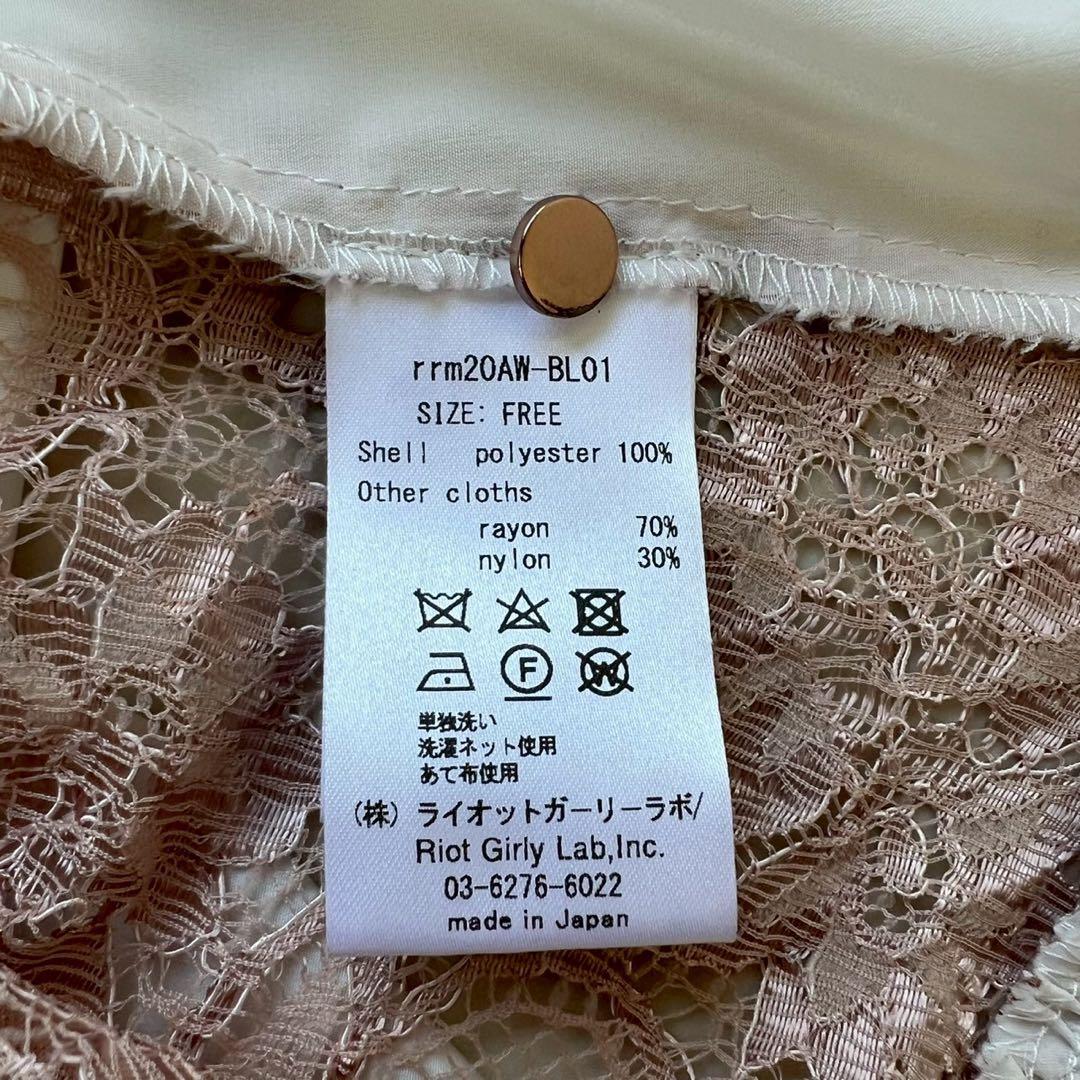 rrm20AW-BL01
SIZE: FREE
Shell polyester 100%
Other cloths
rayon 70%
nylon 30%
F W
単独洗い
洗濯ネット使用
あて布使用
(株) ライオットガーリーラボ/
Riot Girly Lab,Inc.
03-6276-6022
made in Japan